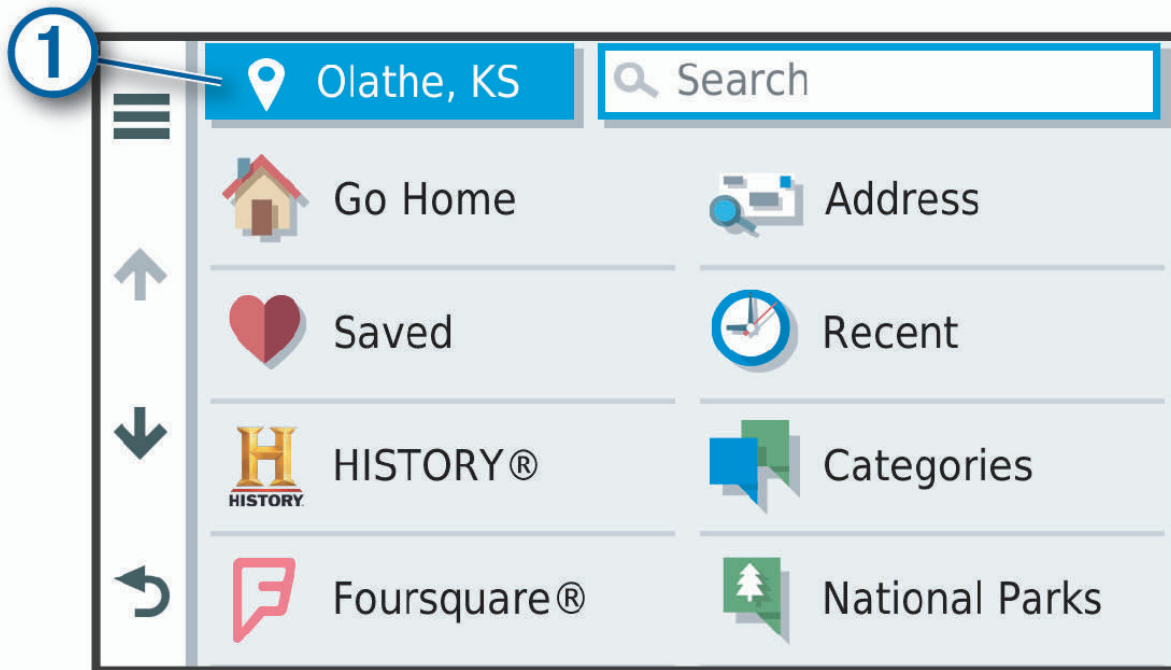 1
Olathe, KS
Search
Go Home
Address
Saved
Recent
HISTORY
HISTORY®
Categories
Foursquare®
National Parks